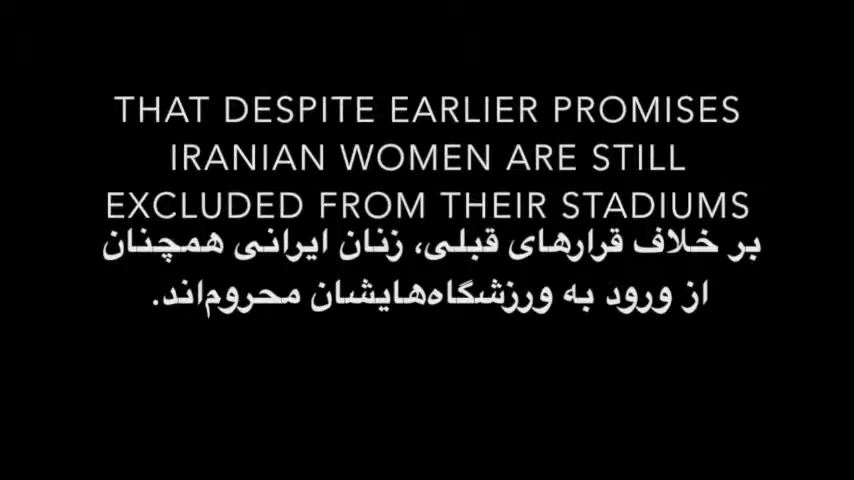 THAT DESPITE EARLIER PROMISES
IRANIAN WOMEN ARE STILL
EXCLUDED FROM THEIR STADIUMS
بر خلاف قرارهای قبلی، زنان ایرانی همچنان
از ورود به ورزشگاه‌هایشان محروم‌اند.